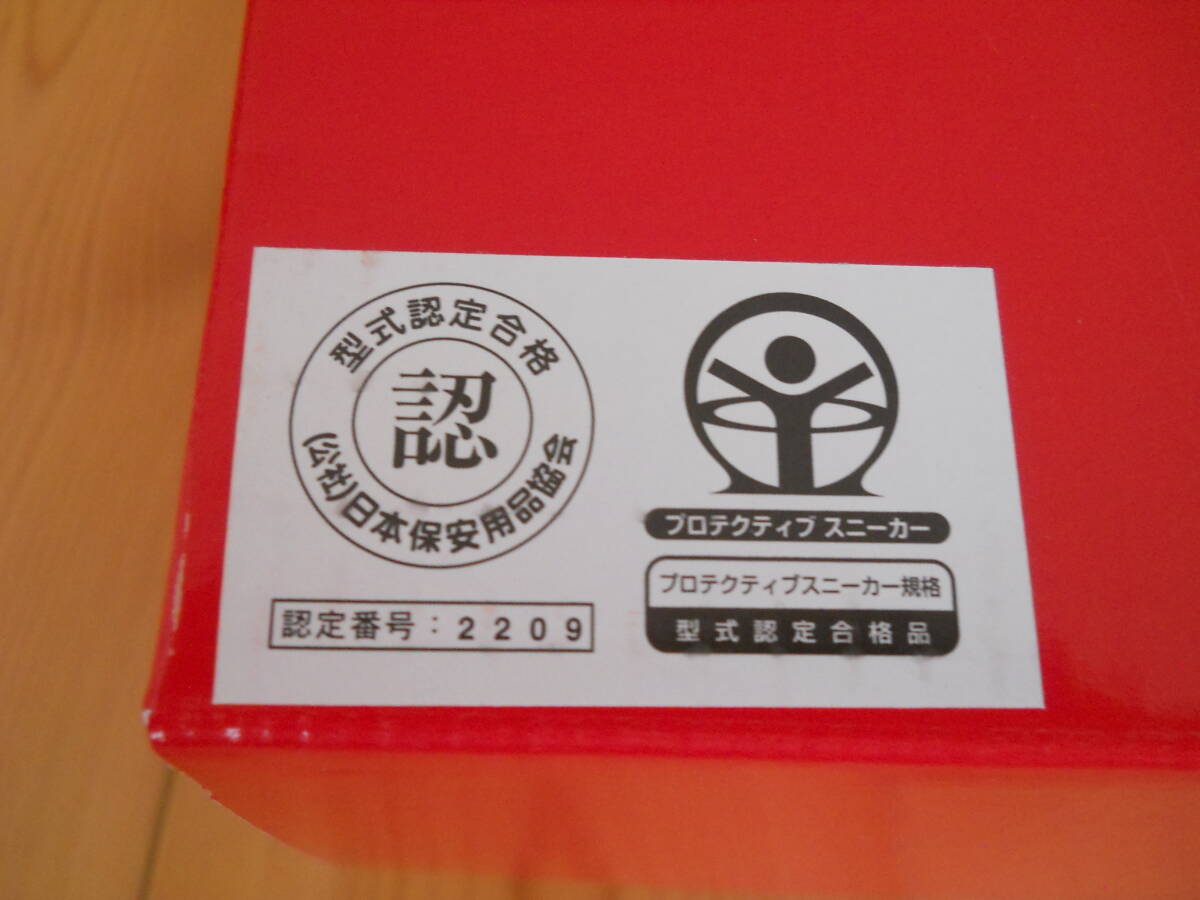 型式認定合格
認
(公社)日本保安用品協会
認定番号：2209
プロテクティブ スニーカー
プロテクティブスニーカー規格
型式認定合格品